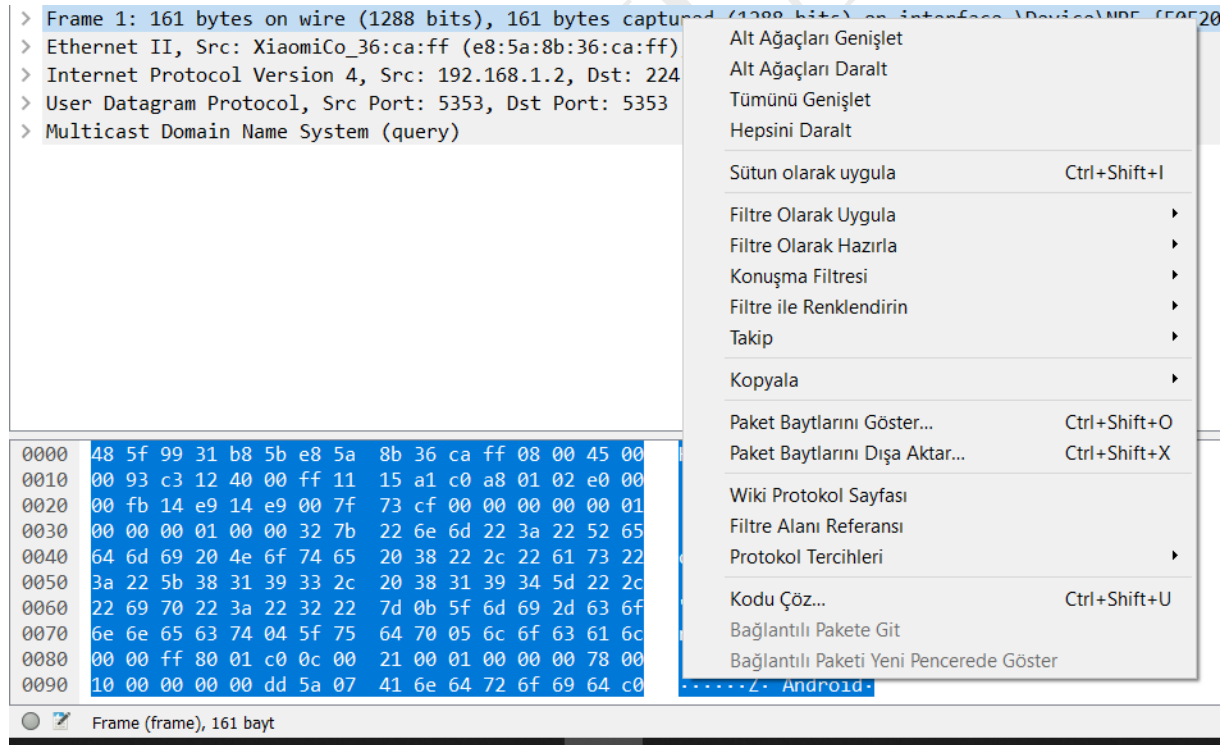 > Frame 1: 161 bytes on wire (1288 bits), 161 bytes captured (1288 bits) on interface \Device\NPF_{E0E20
> Ethernet II, Src: XiaomiCo_36:ca:ff (e8:5a:8b:36:ca:ff)
> Internet Protocol Version 4, Src: 192.168.1.2, Dst: 224
> User Datagram Protocol, Src Port: 5353, Dst Port: 5353
> Multicast Domain Name System (query)
Alt Ağaçları Genişlet
Alt Ağaçları Daralt
Tümünü Genişlet
Hepsini Daralt
Sütun olarak uygula Ctrl+Shift+I
Filtre Olarak Uygula
Filtre Olarak Hazırla
Konuşma Filtresi
Filtre ile Renklendirin
Takip
Kopyala
Paket Baytlarını Göster... Ctrl+Shift+O
Paket Baytlarını Dışa Aktar... Ctrl+Shift+X
Wiki Protokol Sayfası
Filtre Alanı Referansı
Protokol Tercihleri
Kodu Çöz... Ctrl+Shift+U
Bağlantılı Pakete Git
Bağlantılı Paketi Yeni Pencerede Göster
0000 48 5f 99 31 b8 5b e8 5a 8b 36 ca ff 08 00 45 00
0010 00 93 c3 12 40 00 ff 11 15 a1 c0 a8 01 02 e0 00
0020 00 fb 14 e9 14 e9 00 7f 73 cf 00 00 00 00 00 01
0030 00 00 00 01 00 00 32 7b 22 6e 6d 22 3a 22 52 65
0040 64 6d 69 20 4e 6f 74 65 20 38 22 2c 22 61 73 22
0050 3a 22 5b 38 31 39 33 2c 20 38 31 39 34 5d 22 2c
0060 22 69 70 22 3a 22 32 22 7d 0b 5f 6d 69 2d 63 6f
0070 6e 6e 65 63 74 04 5f 75 64 70 05 6c 6f 63 61 6c
0080 00 00 ff 80 01 c0 0c 00 21 00 01 00 00 00 78 00
0090 10 00 00 00 00 dd 5a 07 41 6e 64 72 6f 69 64 c0 ······Z· Android·
Frame (frame), 161 bayt